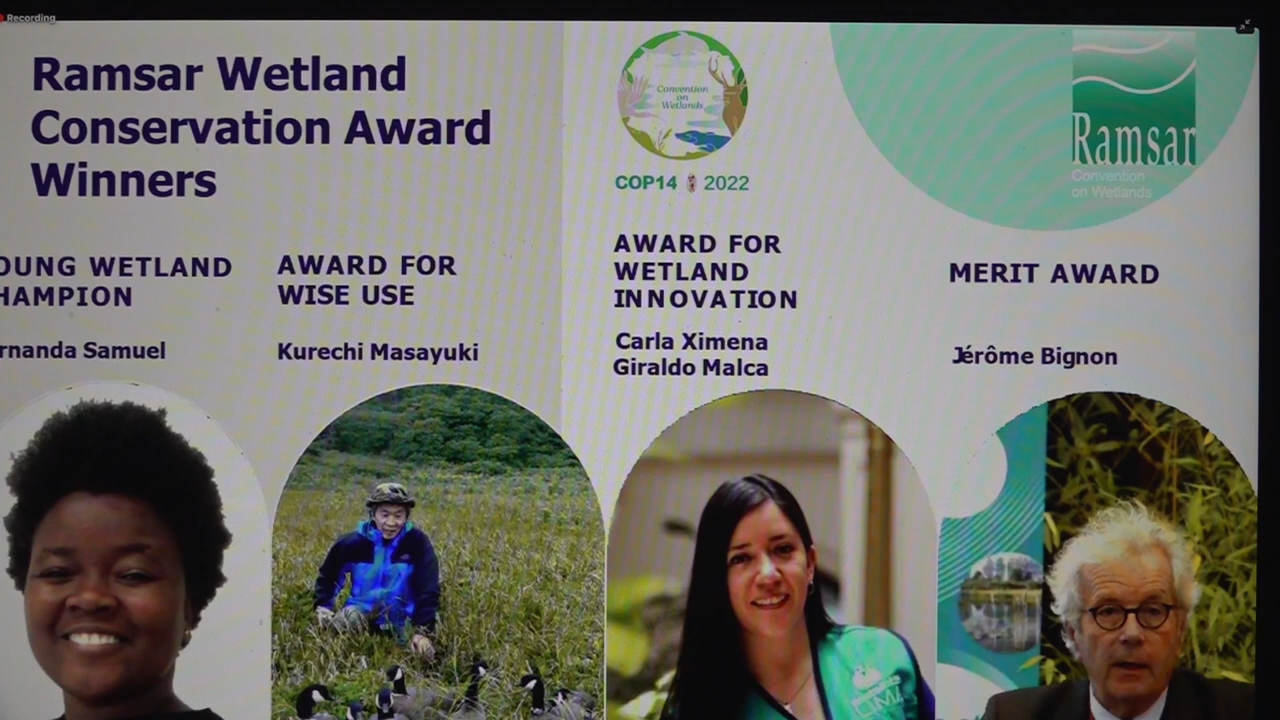 Recording
Ramsar Wetland
Conservation Award
Winners
Convention
on
Wetlands
COP14 2022
Ramsar
Convention
on Wetlands
OUNG WETLAND
HAMPION
rnanda Samuel
AWARD FOR
WISE USE
Kurechi Masayuki
AWARD FOR
WETLAND
INNOVATION
Carla Ximena
Giraldo Malca
MERIT AWARD
Jérôme Bignon